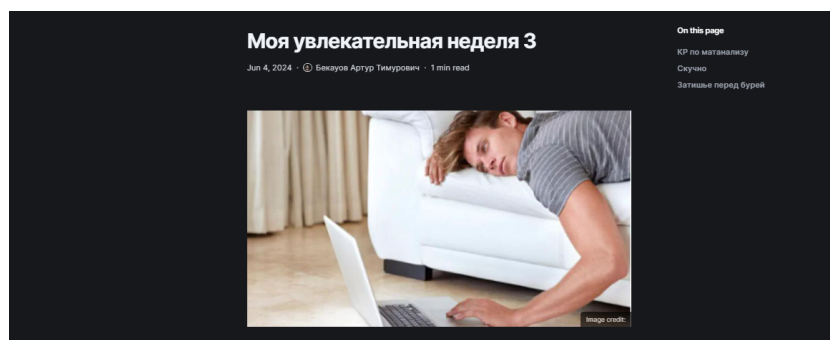 Моя увлекательная неделя 3
Jun 4, 2024 · Бекауов Артур Тимурович · 1 min read
On this page
КР по матанализу
Скучно
Затишье перед бурей
Image credit: